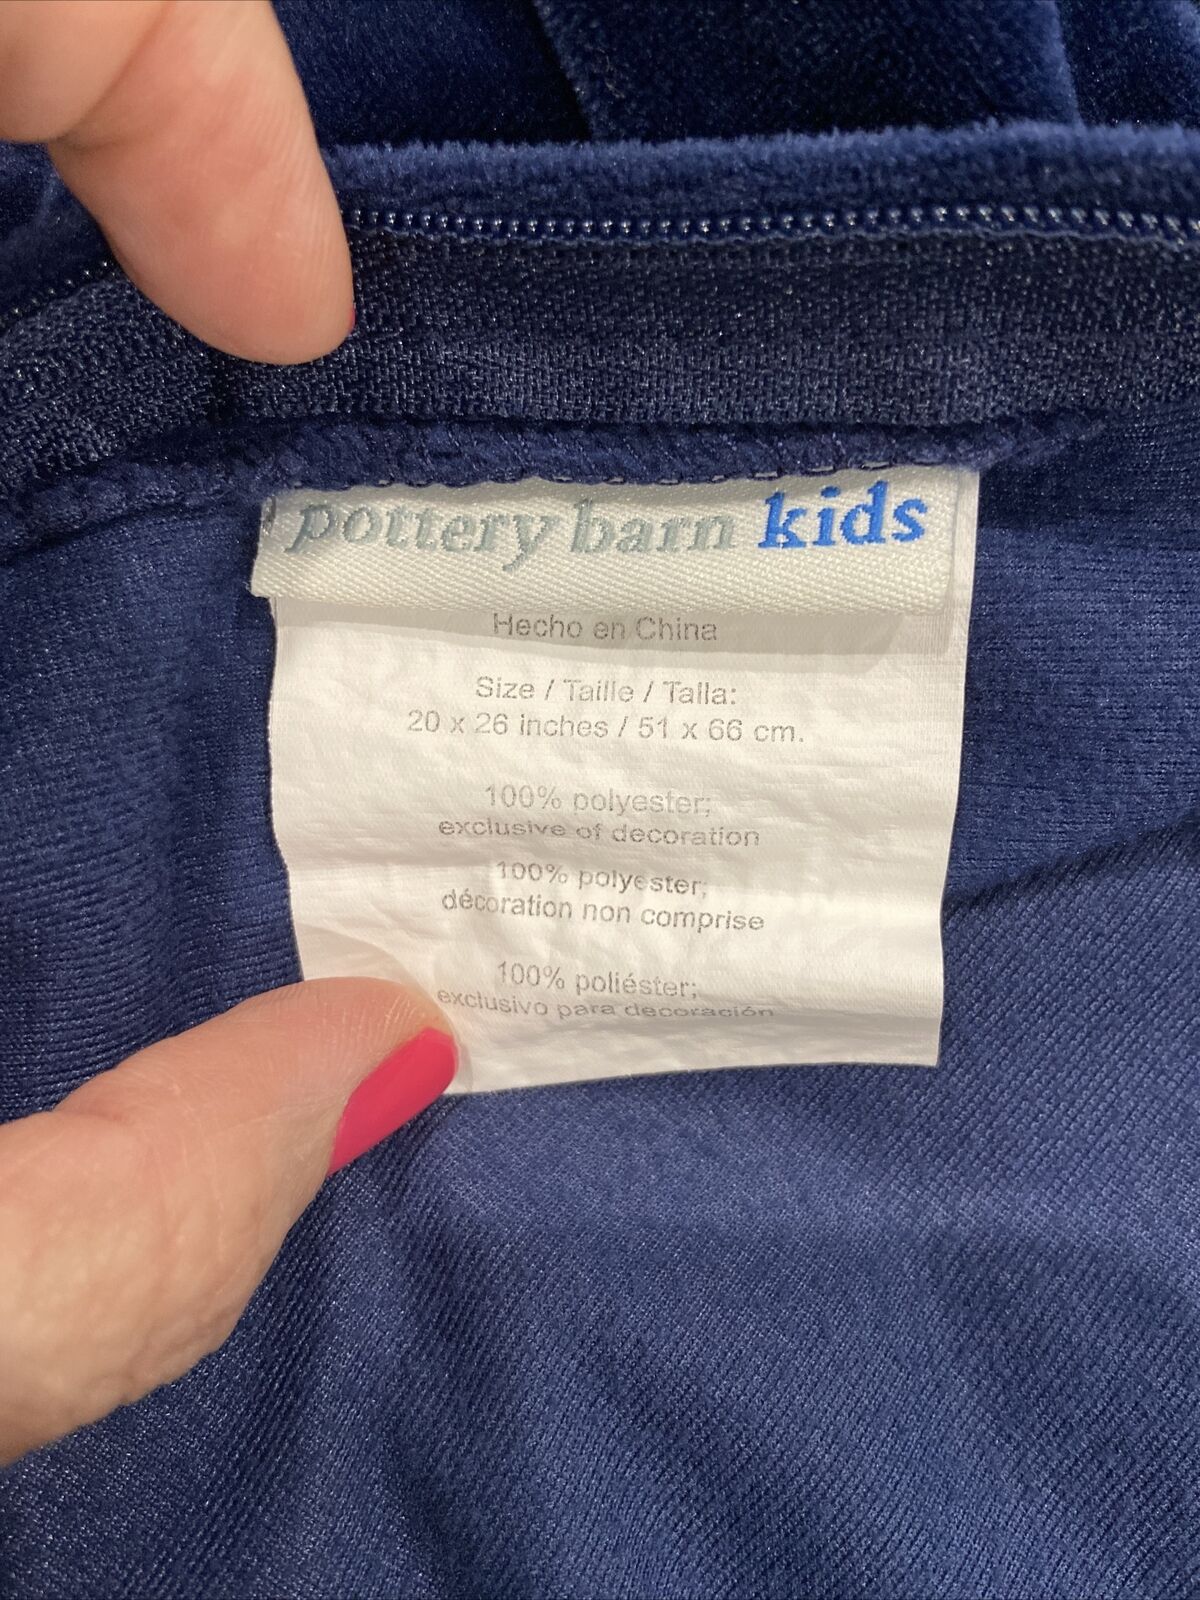 pottery barn kids
Hecho en China
Size / Taille / Talla:
20 x 26 inches / 51 x 66 cm.
100% polyester;
exclusive of decoration
100% polyester;
décoration non comprise
100% poliéster;
exclusivo para decoración